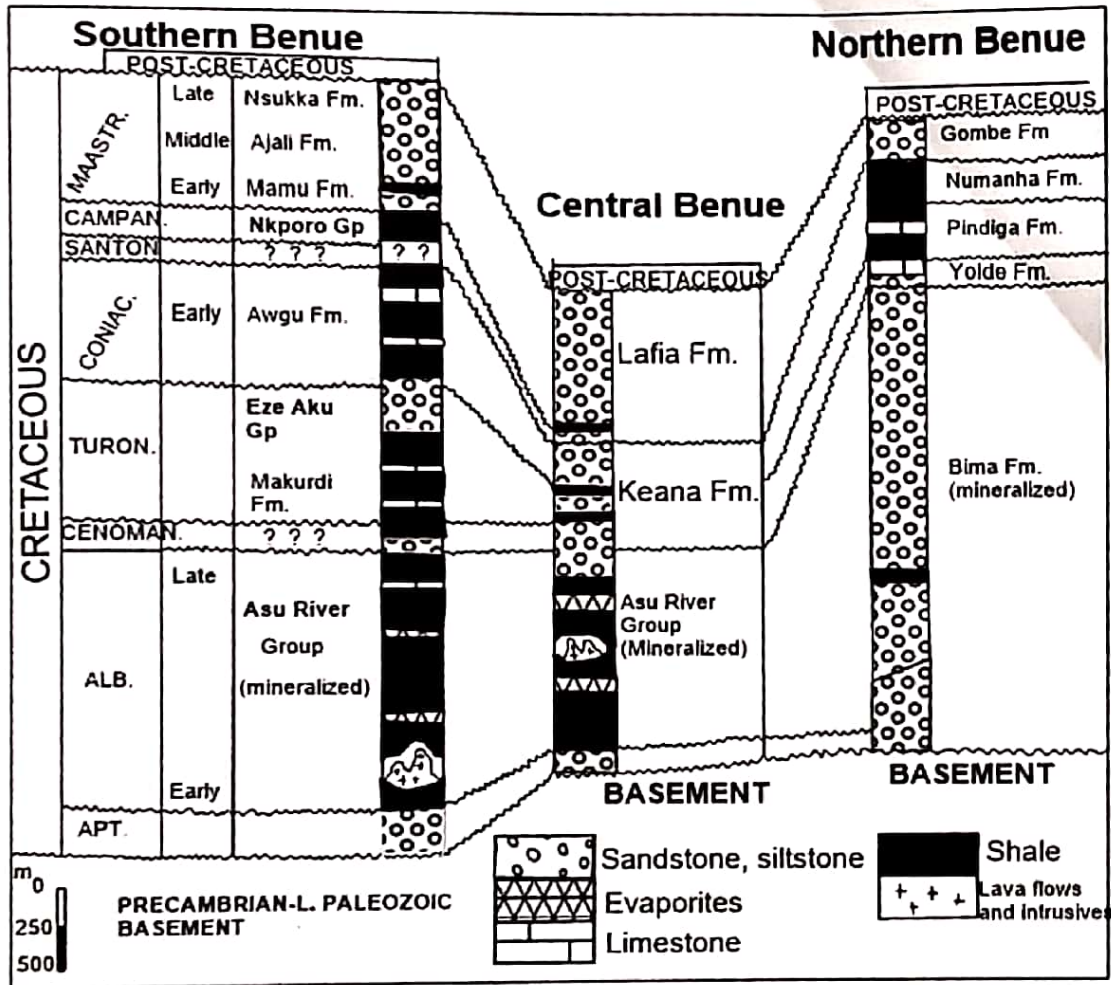 Southern Benue
POST-CRETACEOUS
CRETACEOUS
MAASTR.
Late
Nsukka Fm.
Middle
Ajali Fm.
Early
Mamu Fm.
CAMPAN.
Nkporo Gp
SANTON
? ? ?
? ?
CONIAC.
Early
Awgu Fm.
TURON.
Eze Aku
Gp
Makurdi
Fm.
CENOMAN.
? ? ?
ALB.
Late
Asu River
Group
(mineralized)
Early
APT.
Central Benue
POST-CRETACEOUS
Lafia Fm.
Keana Fm.
Asu River
Group
(Mineralized)
BASEMENT
Northern Benue
POST-CRETACEOUS
Gombe Fm
Numanha Fm.
Pindiga Fm.
Yolde Fm.
Bima Fm.
(mineralized)
BASEMENT
m
0
250
500
PRECAMBRIAN-L. PALEOZOIC
BASEMENT
Sandstone, siltstone
Evaporites
Limestone
Shale
Lava flows
and intrusives